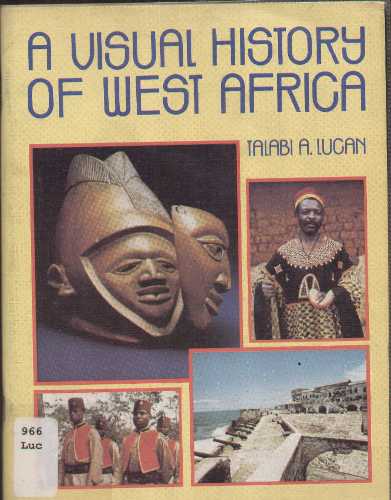 A VISUAL HISTORY
OF WEST AFRICA
TALABI A. LUCAN
966
Luc